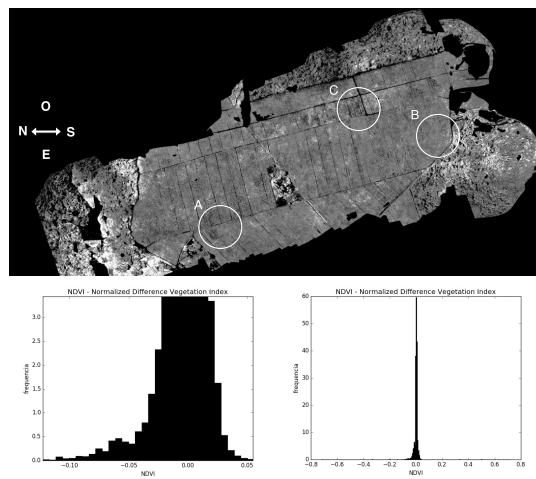 O
N S
E
A
B
C
NDVI - Normalized Difference Vegetation Index
3.0
2.5
2.0
1.5
1.0
0.5
0.0
frequencia
−0.10 −0.05 0.00 0.05
NDVI
NDVI - Normalized Difference Vegetation Index
60
50
40
30
20
10
0
frequencia
−0.8 −0.6 −0.4 −0.2 0.0 0.2 0.4 0.6 0.8
NDVI